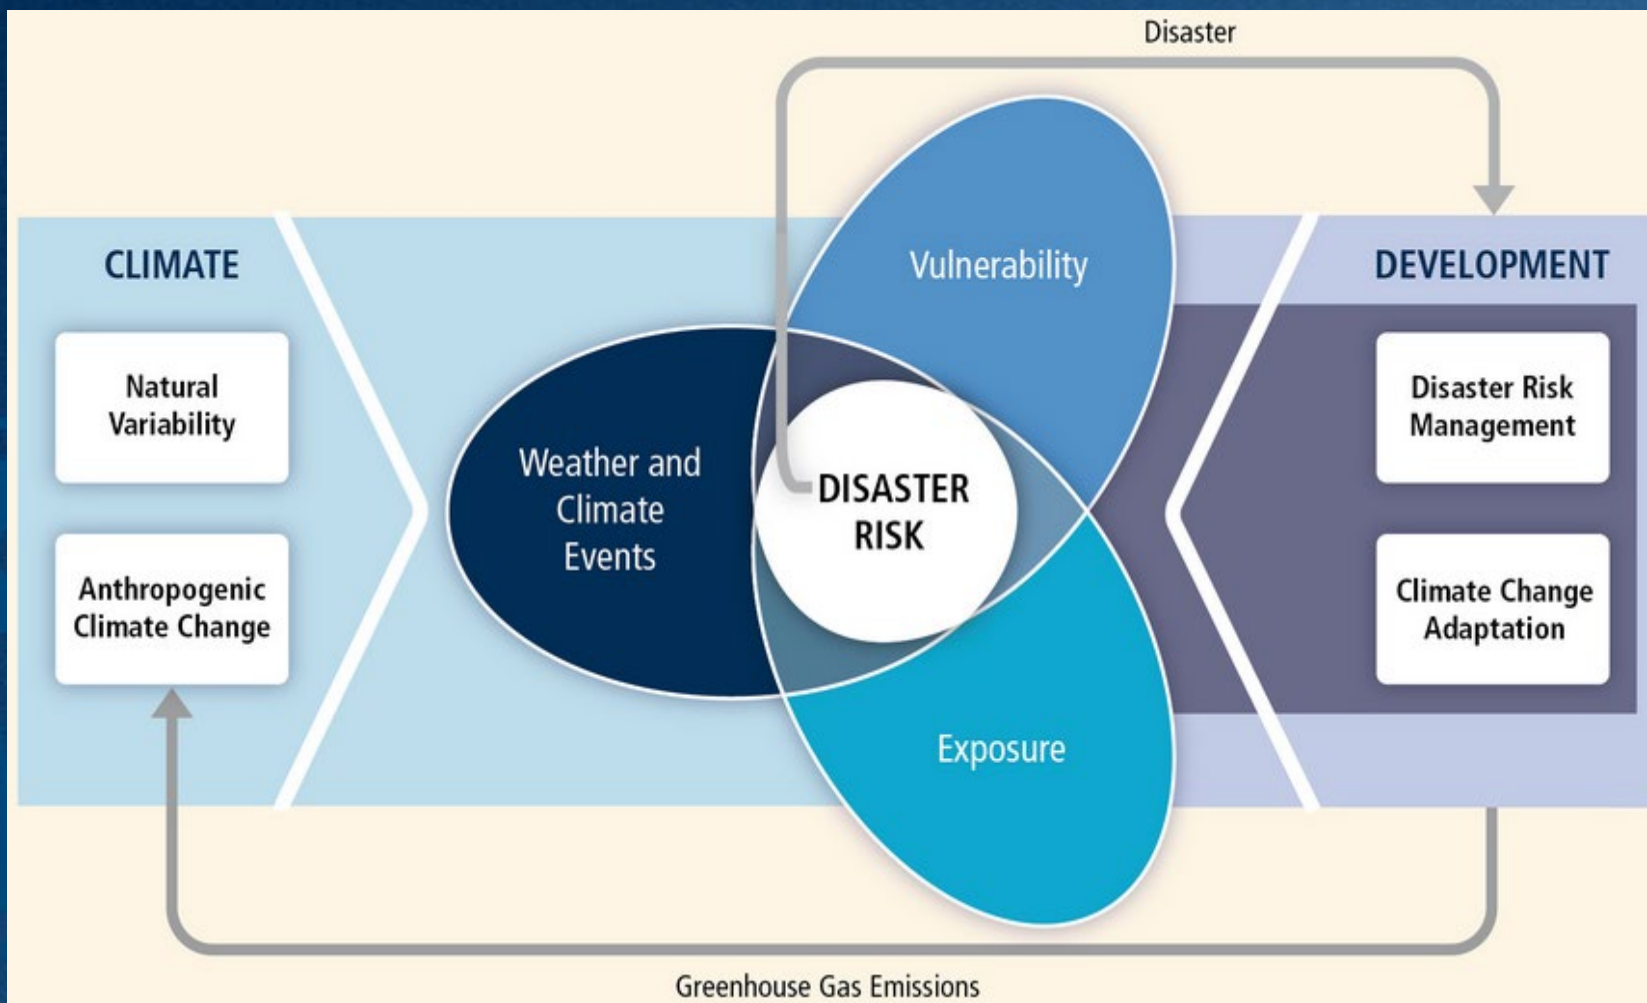 Disaster
CLIMATE
Natural
Variability
Anthropogenic
Climate Change
Weather and
Climate
Events
Vulnerability
DISASTER
RISK
Exposure
DEVELOPMENT
Disaster Risk
Management
Climate Change
Adaptation
Greenhouse Gas Emissions